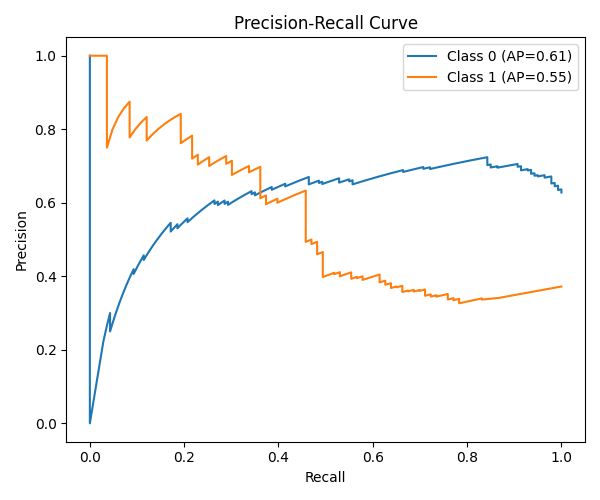 Precision-Recall Curve
Class 0 (AP=0.61)
Class 1 (AP=0.55)
Precision
1.0
0.8
0.6
0.4
0.2
0.0
0.0 0.2 0.4 0.6 0.8 1.0
Recall